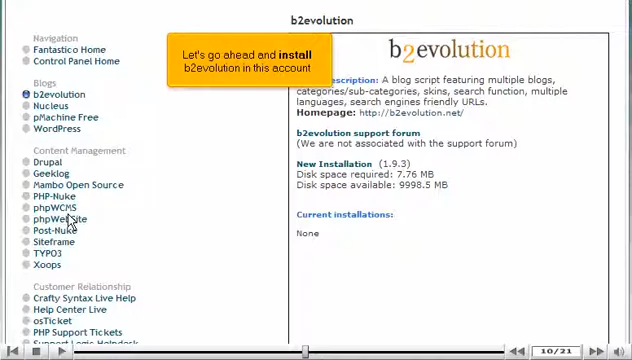 b2evolution
Navigation
Fantastico Home
Control Panel Home
Blogs
b2evolution
Nucleus
pMachine Free
WordPress
Content Management
Drupal
Geeklog
Mambo Open Source
PHP-Nuke
phpWCMS
phpWebSite
Post-Nuke
Siteframe
TYPO3
Xoops
Customer Relationship
Crafty Syntax Live Help
Help Center Live
osTicket
PHP Support Tickets
Support Logic Helpdesk
Let's go ahead and install
b2evolution in this account
b2evolution
description: A blog script featuring multiple blogs,
categories/sub-categories, skins, search function, multiple
languages, search engines friendly URLs.
Homepage: http://b2evolution.net/
b2evolution support forum
(We are not associated with the support forum)
New Installation (1.9.3)
Disk space required: 7.76 MB
Disk space available: 9998.5 MB
Current installations:
None
10/21